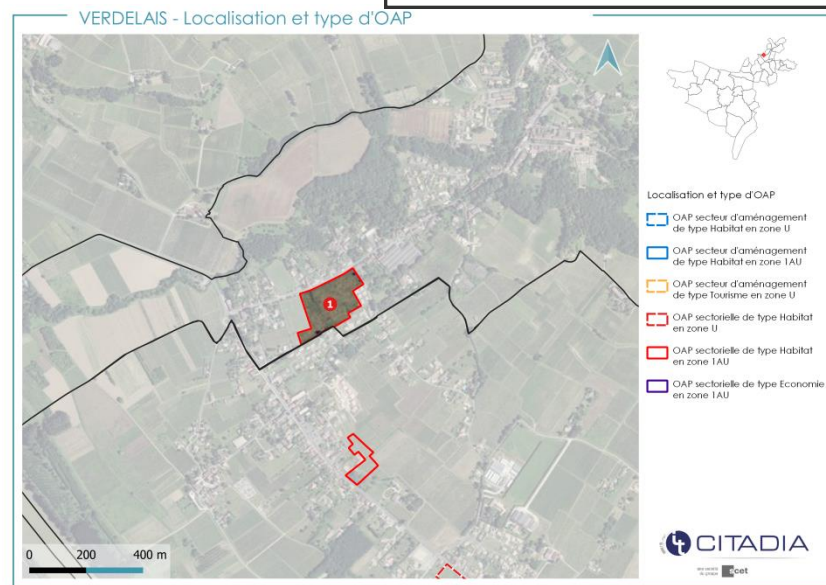 VERDELAIS - Localisation et type d'OAP
1
0 200 400 m
Localisation et type d'OAP
OAP secteur d'aménagement
de type Habitat en zone U
OAP secteur d'aménagement
de type Habitat en zone 1AU
OAP secteur d'aménagement
de type Tourisme en zone U
OAP sectorielle de type Habitat
en zone U
OAP sectorielle de type Habitat
en zone 1AU
OAP sectorielle de type Economie
en zone 1AU
CITADIA